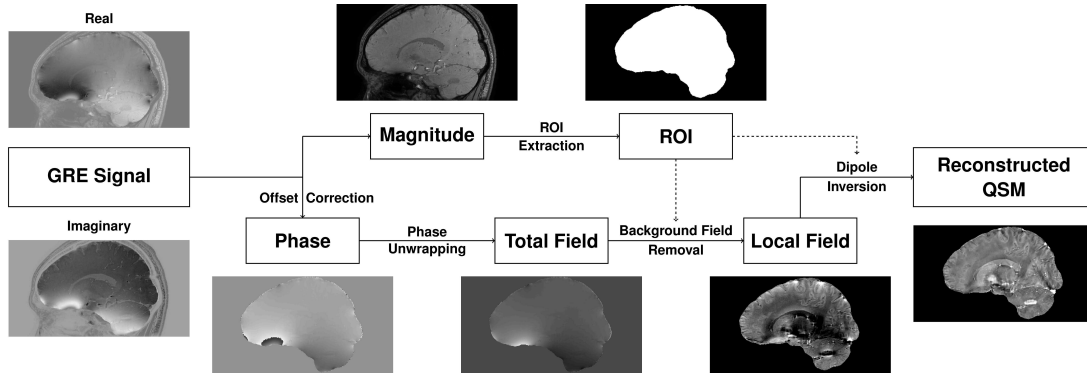 Real
GRE Signal
Imaginary
Magnitude
ROI
Extraction
ROI
Offset Correction
Phase
Phase
Unwrapping
Total Field
Background Field
Removal
Local Field
Dipole
Inversion
Reconstructed
QSM